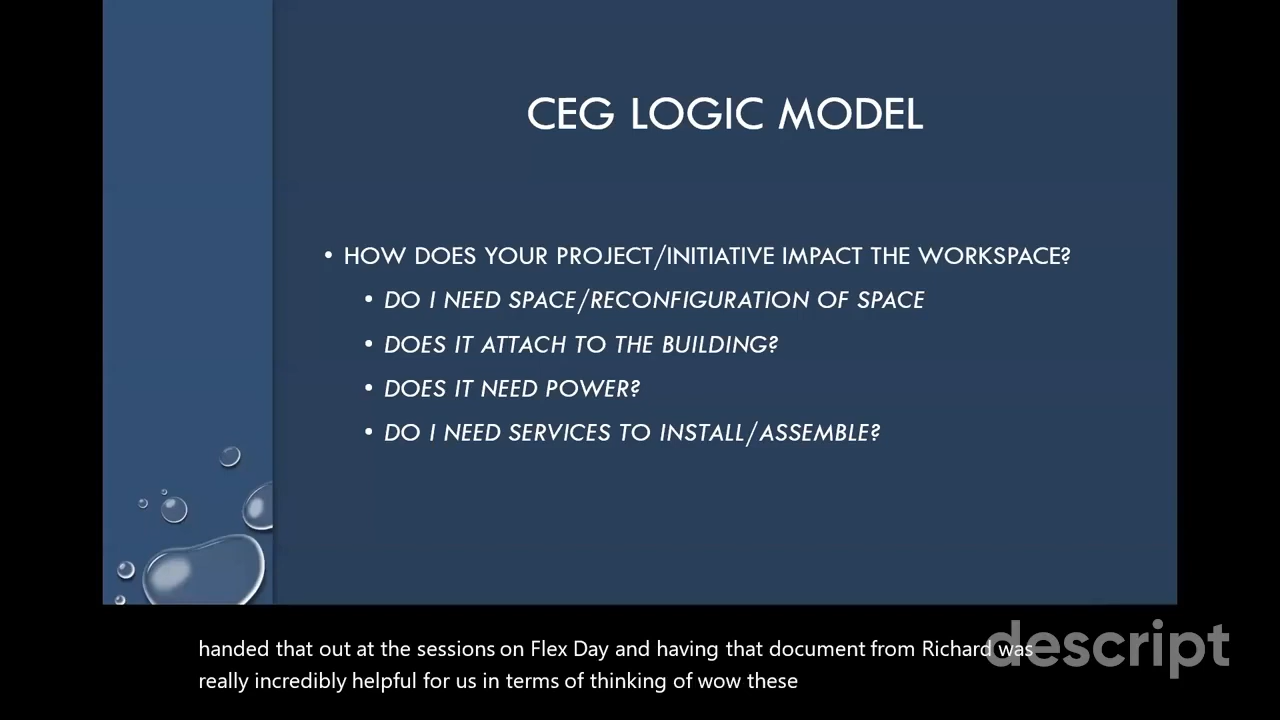 CEG LOGIC MODEL
• HOW DOES YOUR PROJECT/INITIATIVE IMPACT THE WORKSPACE?
• DO I NEED SPACE/RECONFIGURATION OF SPACE
• DOES IT ATTACH TO THE BUILDING?
• DOES IT NEED POWER?
• DO I NEED SERVICES TO INSTALL/ASSEMBLE?
handed that out at the sessions on Flex Day and having that document from Richard was
really incredibly helpful for us in terms of thinking of wow these
descript